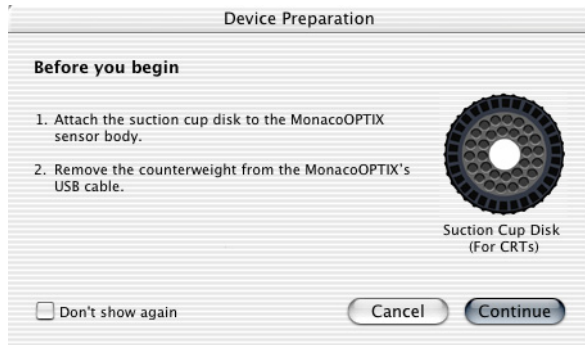 Device Preparation
Before you begin
1. Attach the suction cup disk to the MonacoOPTIX
sensor body.
2. Remove the counterweight from the MonacoOPTIX's
USB cable.
Suction Cup Disk
(For CRTs)
Don't show again
Cancel
Continue